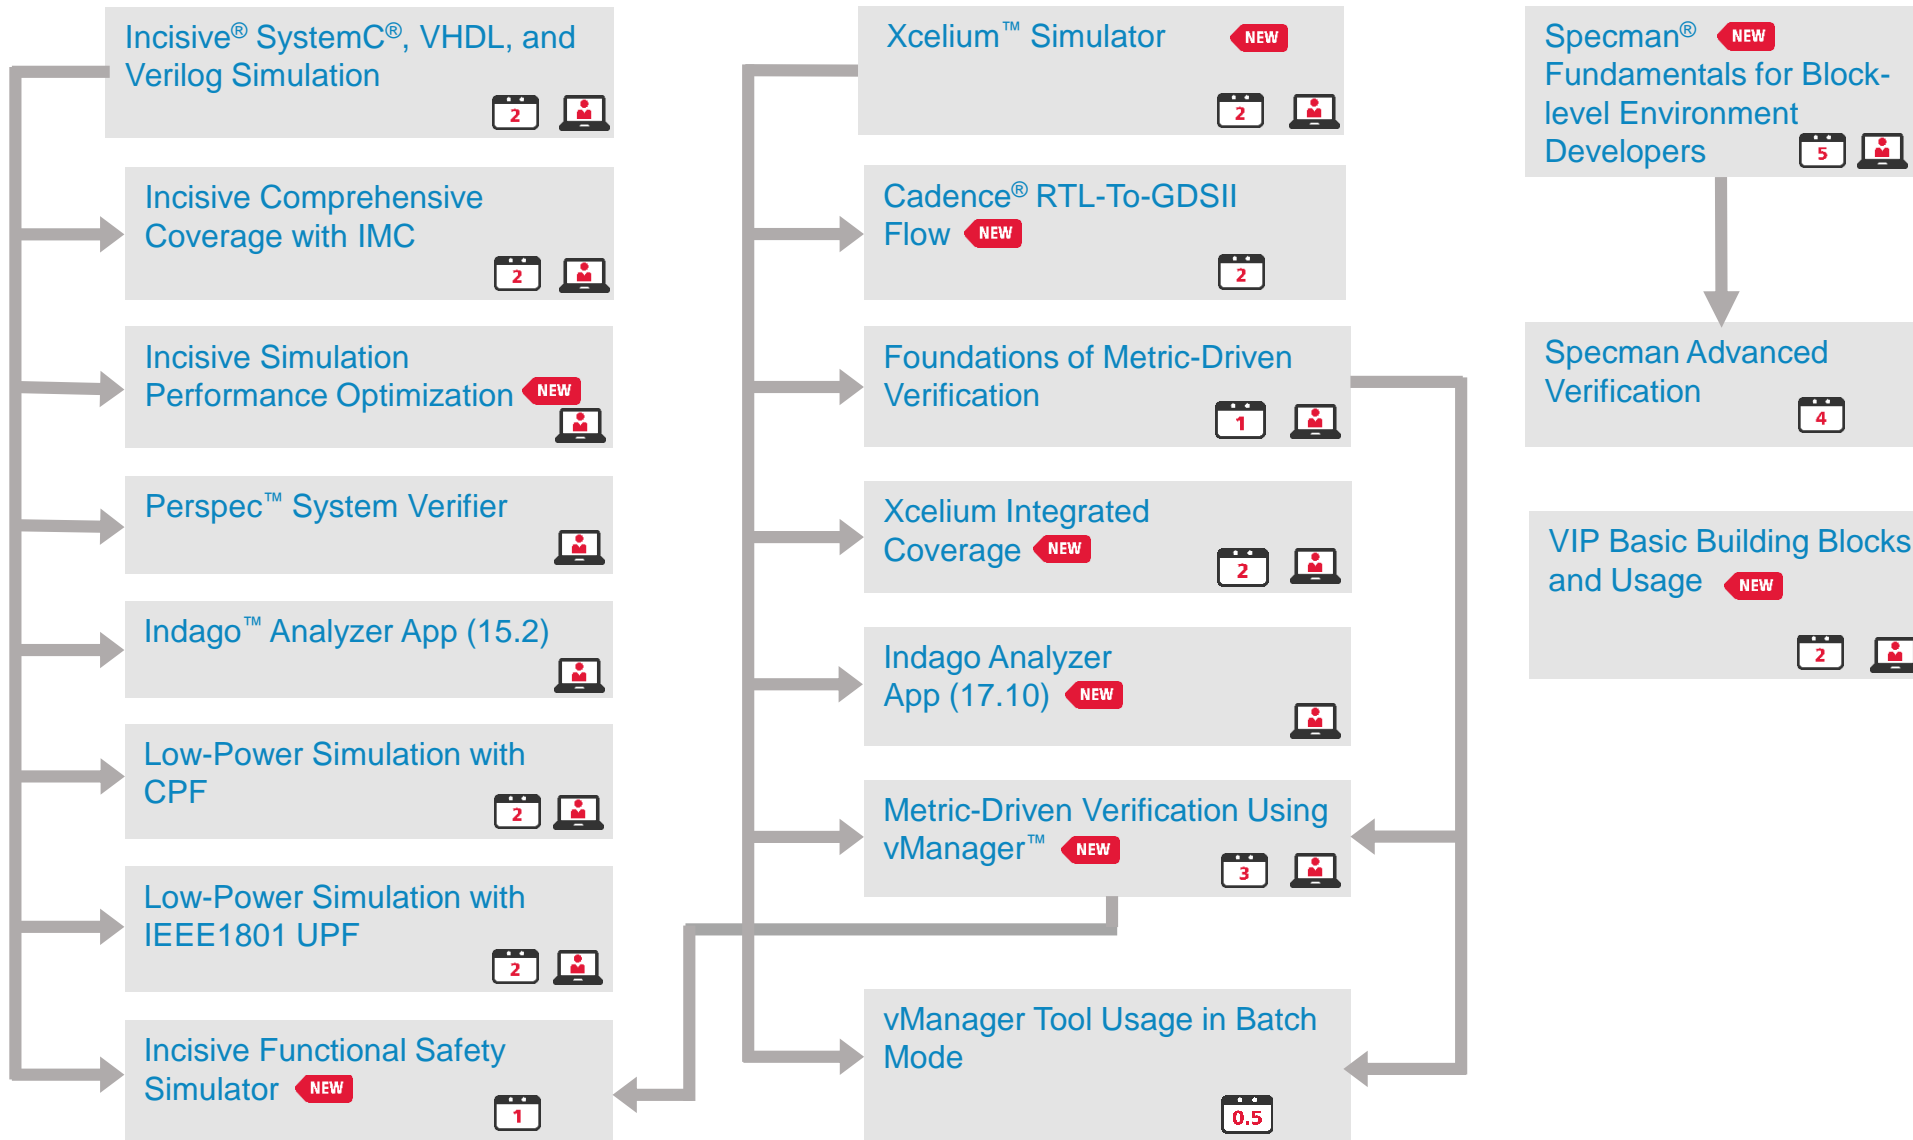 Incisive® SystemC®, VHDL, and
Verilog Simulation
2
Incisive Comprehensive
Coverage with IMC
2
Incisive Simulation
Performance Optimization NEW
Perspec™ System Verifier
Indago™ Analyzer App (15.2)
Low-Power Simulation with
CPF
2
Low-Power Simulation with
IEEE1801 UPF
2
Incisive Functional Safety
Simulator NEW
1
Xcelium™ Simulator NEW
2
Cadence® RTL-To-GDSII
Flow NEW
2
Foundations of Metric-Driven
Verification
1
Xcelium Integrated
Coverage NEW
2
Indago Analyzer
App (17.10) NEW
Metric-Driven Verification Using
vManager™ NEW
3
vManager Tool Usage in Batch
Mode
0.5
Specman® NEW
Fundamentals for Block-
level Environment
Developers
5
Specman Advanced
Verification
4
VIP Basic Building Blocks
and Usage NEW
2